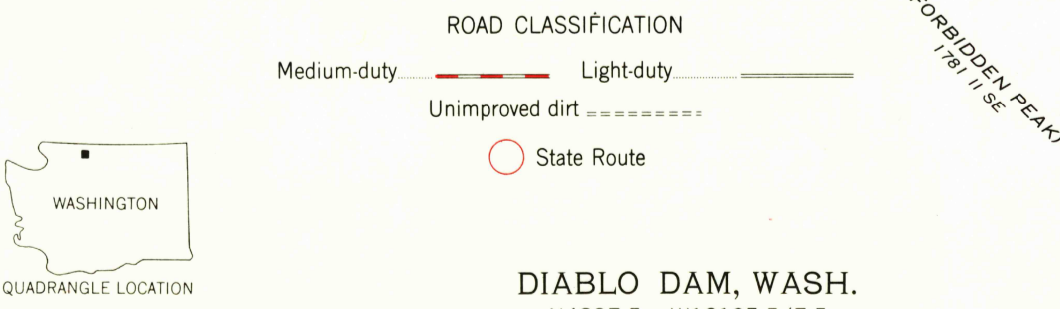 ROAD CLASSIFICATION
Medium-duty Light-duty
Unimproved dirt
State Route
FORBIDDEN PEAK)
1781 II SE
WASHINGTON
QUADRANGLE LOCATION
DIABLO DAM, WASH.